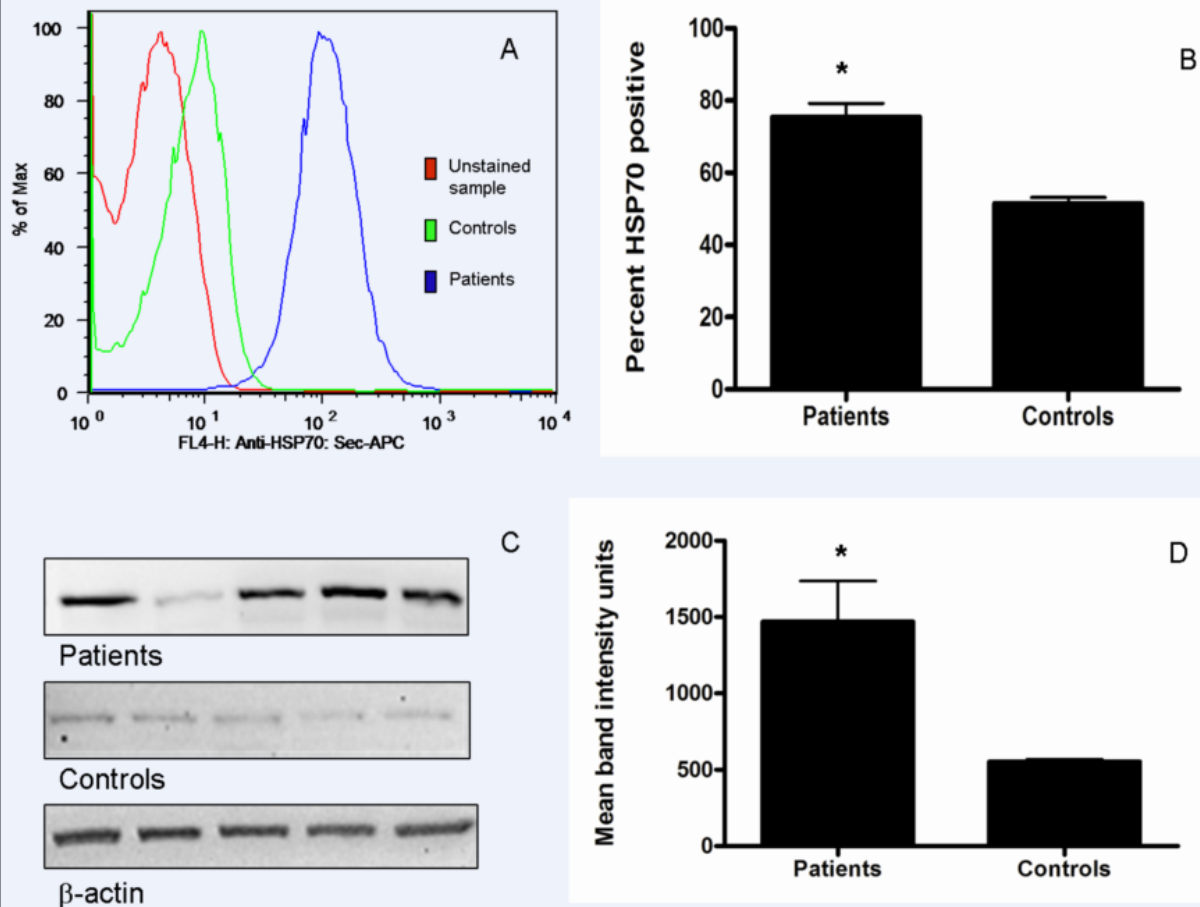 A
100
80
60
40
20
0
% of Max
Unstained
sample
Controls
Patients
10 0
10 1
10 2
10 3
10 4
FL4-H: Anti-HSP70: Sec-APC
B
Percent HSP70 positive
100
80
60
40
20
0
*
Patients
Controls
C
Patients
Controls
β-actin
D
Mean band intensity units
2000
1500
1000
500
0
*
Patients
Controls